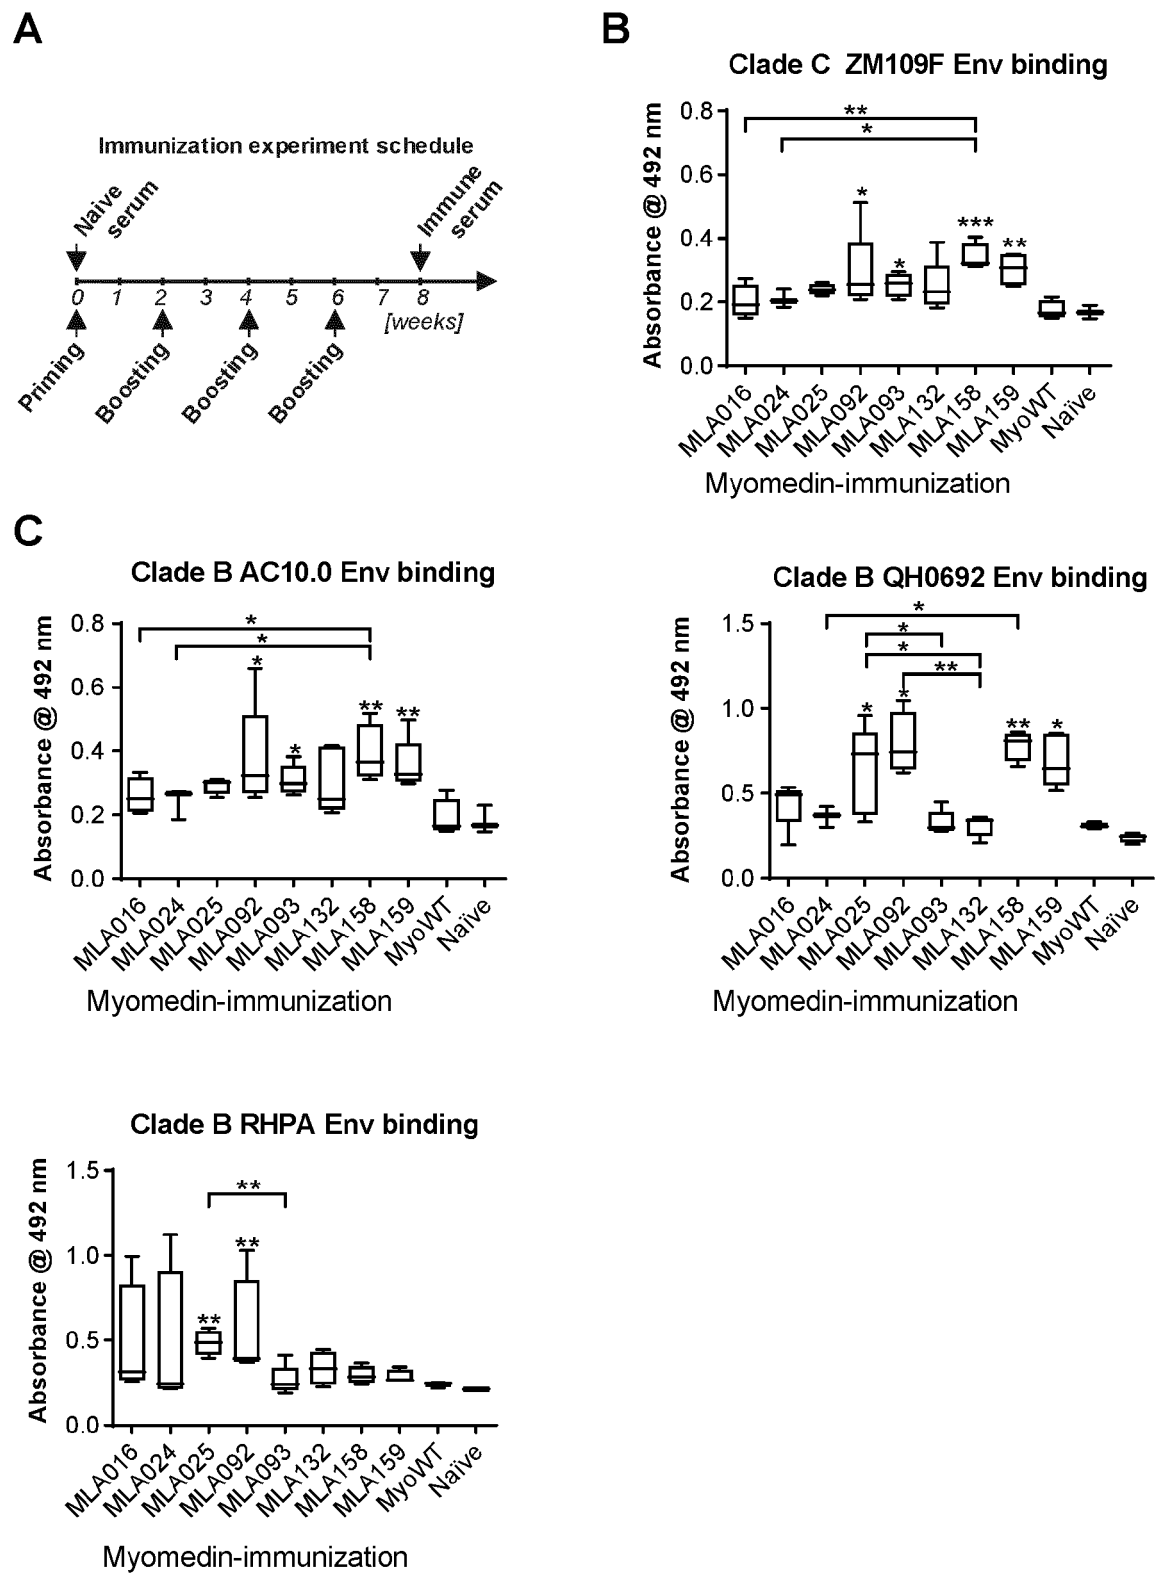 A
Immunization experiment schedule
Naive serum
Immune serum
0 1 2 3 4 5 6 7 8
[weeks]
Priming
Boosting
Boosting
Boosting
B
Clade C ZM109F Env binding
Absorbance @ 492 nm
0.8
0.6
0.4
0.2
0.0
**
*
*
*
***
**
MLA016
MLA024
MLA025
MLA092
MLA093
MLA132
MLA158
MLA159
MyoWT
Naïve
Myomedin-immunization
C
Clade B AC10.0 Env binding
Absorbance @ 492 nm
0.8
0.6
0.4
0.2
0.0
*
*
*
*
**
**
MLA016
MLA024
MLA025
MLA092
MLA093
MLA132
MLA158
MLA159
MyoWT
Naïve
Myomedin-immunization
Clade B QH0692 Env binding
Absorbance @ 492 nm
1.5
1.0
0.5
0.0
*
*
*
**
*
*
**
*
MLA016
MLA024
MLA025
MLA092
MLA093
MLA132
MLA158
MLA159
MyoWT
Naïve
Myomedin-immunization
Clade B RHPA Env binding
Absorbance @ 492 nm
1.5
1.0
0.5
0.0
**
**
**
MLA016
MLA024
MLA025
MLA092
MLA093
MLA132
MLA158
MLA159
MyoWT
Naïve
Myomedin-immunization